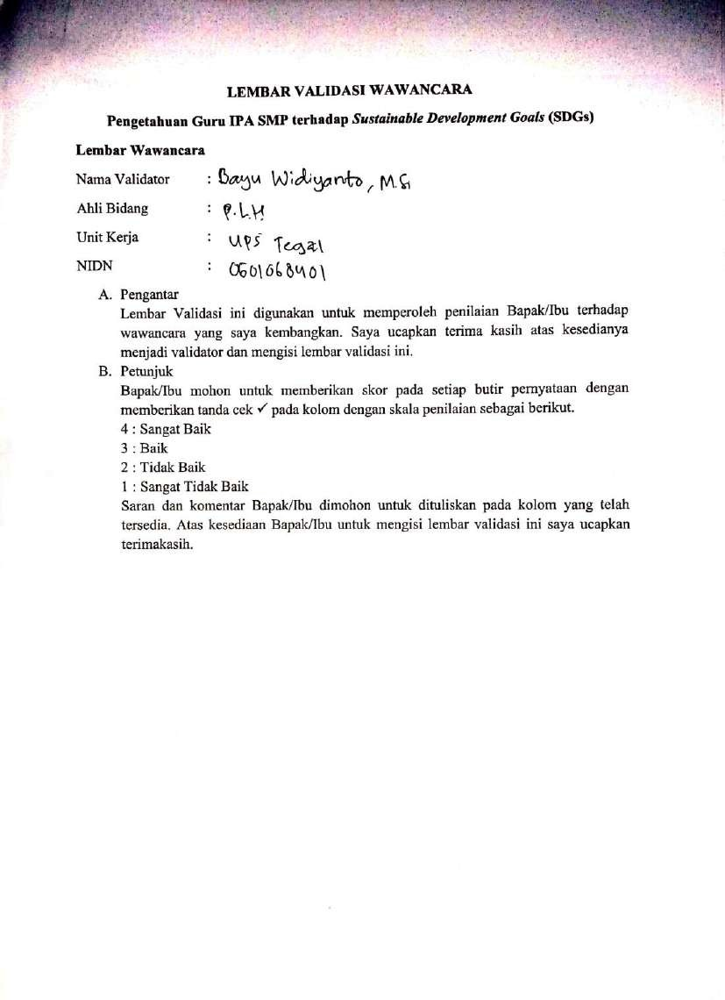 LEMBAR VALIDASI WAWANCARA
Pengetahuan Guru IPA SMP terhadap Sustainable Development Goals (SDGs)
Lembar Wawancara
Nama Validator : Bayu Widiyanto, M.Si
Ahli Bidang : P.L.H
Unit Kerja : UPS Tegal
NIDN : 0601068401
A. Pengantar
Lembar Validasi ini digunakan untuk memperoleh penilaian Bapak/Ibu terhadap
wawancara yang saya kembangkan. Saya ucapkan terima kasih atas kesedianya
menjadi validator dan mengisi lembar validasi ini.
B. Petunjuk
Bapak/Ibu mohon untuk memberikan skor pada setiap butir pernyataan dengan
memberikan tanda cek ✓ pada kolom dengan skala penilaian sebagai berikut.
4 : Sangat Baik
3 : Baik
2 : Tidak Baik
1 : Sangat Tidak Baik
Saran dan komentar Bapak/Ibu dimohon untuk dituliskan pada kolom yang telah
tersedia. Atas kesediaan Bapak/Ibu untuk mengisi lembar validasi ini saya ucapkan
terimakasih.